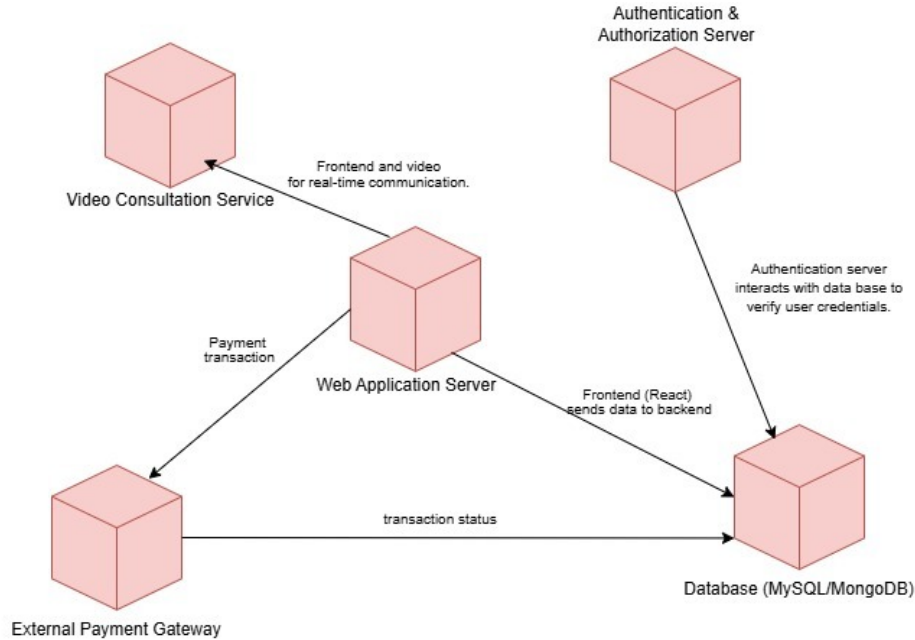 Authentication &
Authorization Server
Video Consultation Service
Frontend and video
for real-time communication.
Authentication server
interacts with data base to
verify user credentials.
Payment
transaction
Web Application Server
Frontend (React)
sends data to backend
transaction status
Database (MySQL/MongoDB)
External Payment Gateway